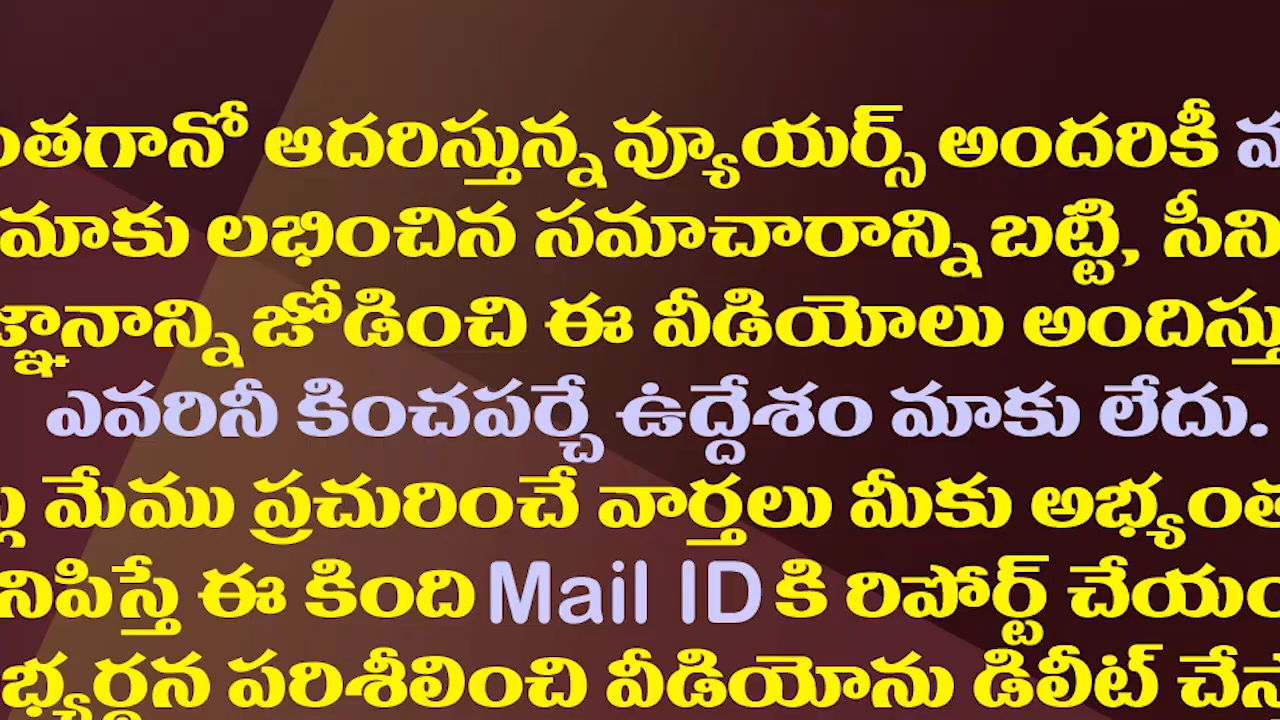 ంతగానో ఆదరిస్తున్న వ్యూయర్స్ అందరికీ
మాకు లభించిన సమాచారాన్ని బట్టి, సీని
జ్ఞానాన్ని జోడించి ఈ వీడియోలు అందిస్తు
ఎవరినీ కించపర్చే ఉద్దేశం మాకు లేదు.
మేము ప్రచురించే వార్తలు మీకు అభ్యంత
నిపిస్తే ఈ కింది Mail ID కి రిపోర్ట్ చేయం
భ్యర్థన పరిశీలించి వీడియోను డిలీట్ చేస